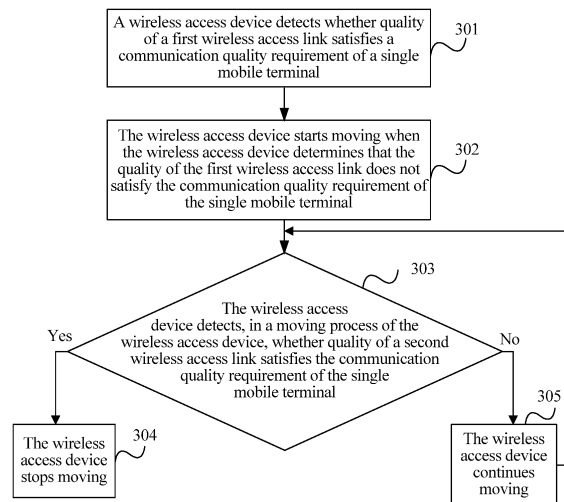 A wireless access device detects whether quality
of a first wireless access link satisfies a
communication quality requirement of a single
mobile terminal
301
The wireless access device starts moving when
the wireless access device determines that the
quality of the first wireless access link does not
satisfy the communication quality requirement of
the single mobile terminal
302
303
The wireless access
device detects, in a moving process of the
wireless access device, whether quality of a second
wireless access link satisfies the communication
quality requirement of the single
mobile terminal
Yes
No
304
The wireless
access device
stops moving
305
The wireless
access device
continues
moving